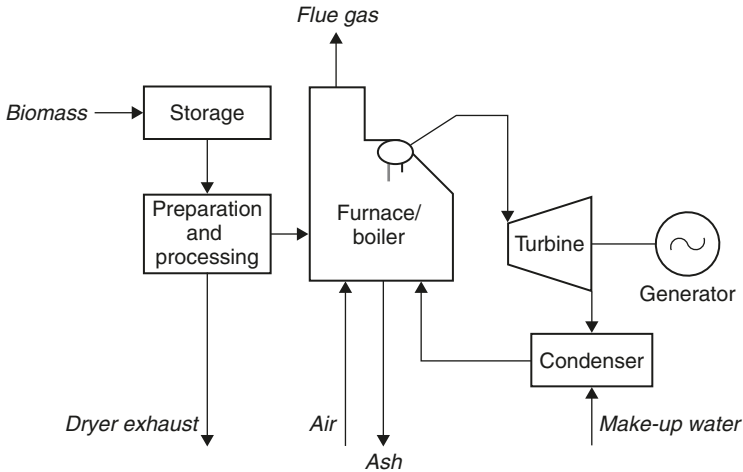 Flue gas
Biomass
Storage
Preparation
and
processing
Furnace/
boiler
Turbine
Generator
Condenser
Dryer exhaust
Air
Ash
Make-up water